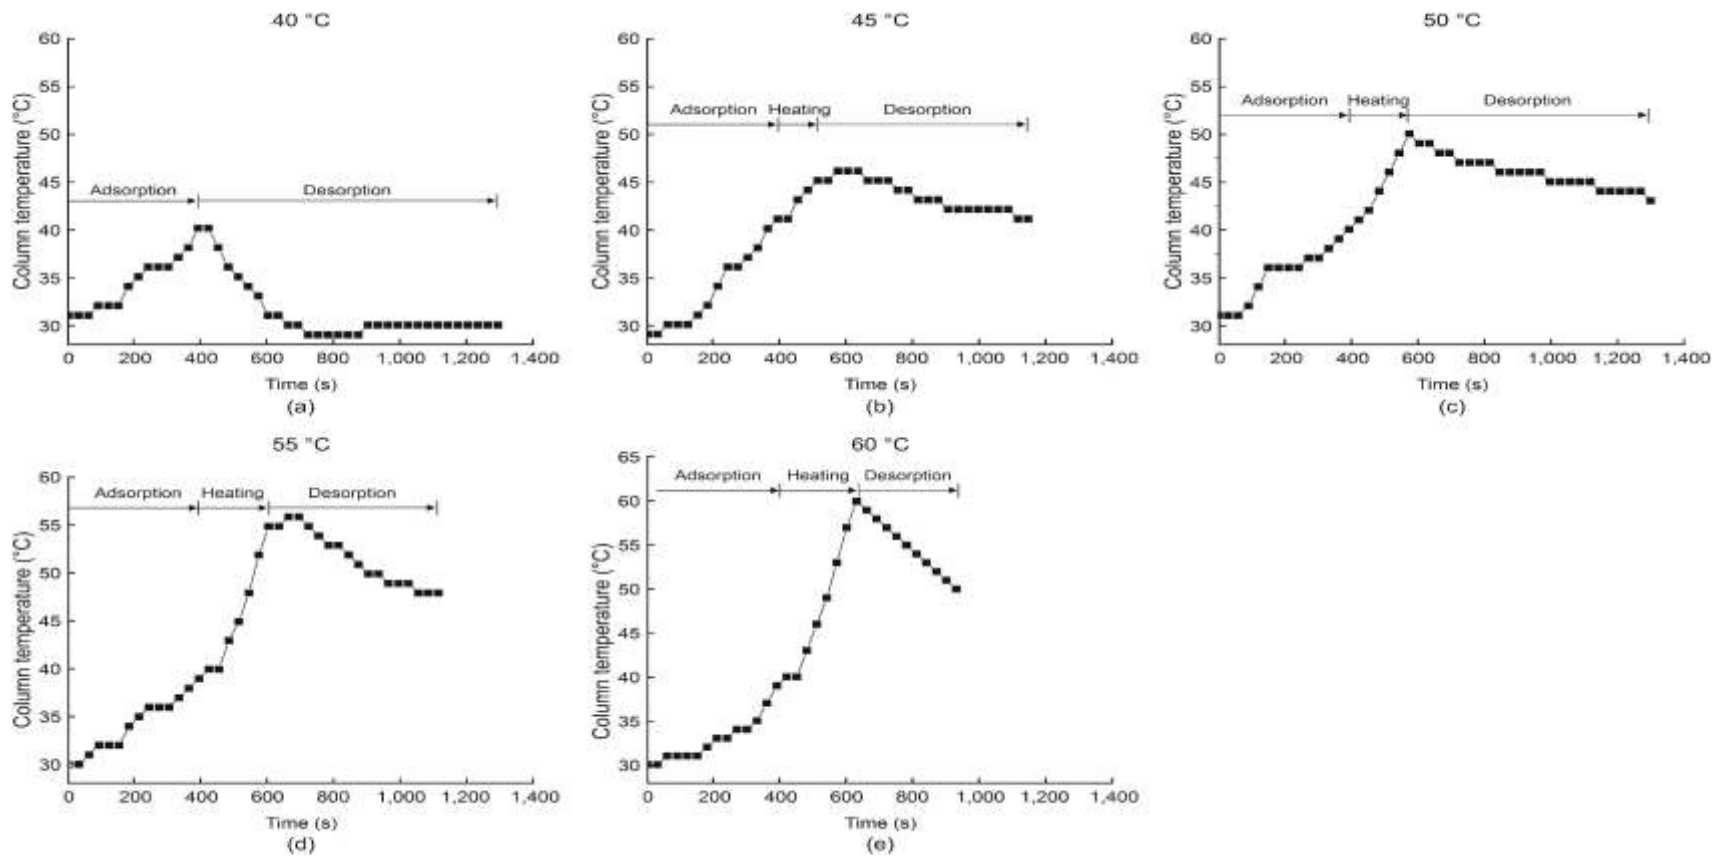 40 °C
60
55
50
45
40
35
30
Column temperature (°C)
Adsorption
Desorption
0 200 400 600 800 1,000 1,200 1,400
Time (s)
(a)
45 °C
60
55
50
45
40
35
30
Column temperature (°C)
Adsorption Heating Desorption
0 200 400 600 800 1,000 1,200 1,400
Time (s)
(b)
50 °C
60
55
50
45
40
35
30
Column temperature (°C)
Adsorption Heating Desorption
0 200 400 600 800 1,000 1,200 1,400
Time (s)
(c)
55 °C
60
55
50
45
40
35
30
Column temperature (°C)
Adsorption Heating Desorption
0 200 400 600 800 1,000 1,200 1,400
Time (s)
(d)
60 °C
65
60
55
50
45
40
35
30
Column temperature (°C)
Adsorption Heating Desorption
0 200 400 600 800 1,000 1,200 1,400
Time (s)
(e)